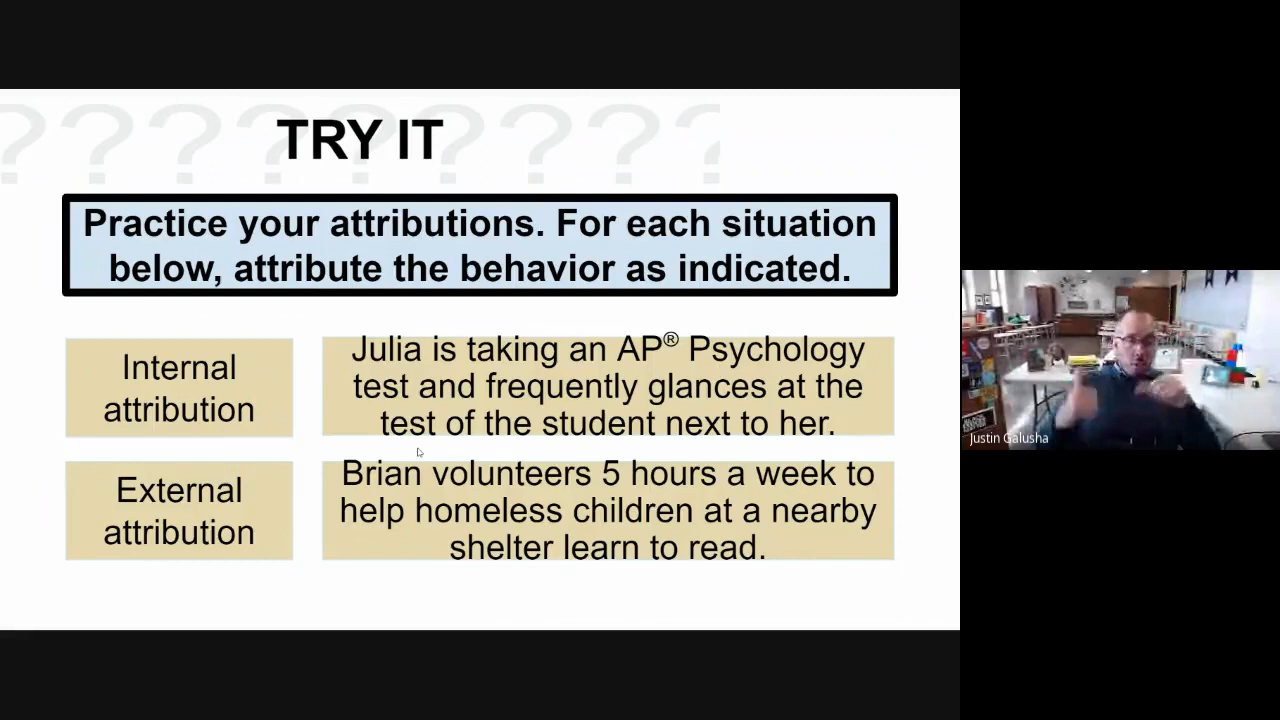 TRY IT
Practice your attributions. For each situation
below, attribute the behavior as indicated.
Internal
attribution
Julia is taking an AP® Psychology
test and frequently glances at the
test of the student next to her.
External
attribution
Brian volunteers 5 hours a week to
help homeless children at a nearby
shelter learn to read.
Justin Galusha